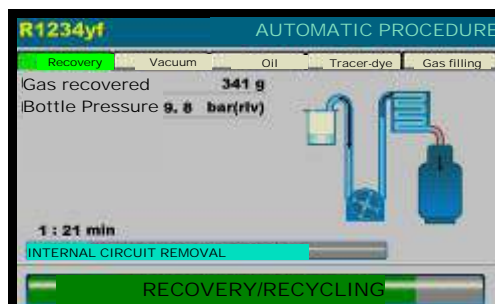 R1234yf AUTOMATIC PROCEDURE
Recovery Vacuum Oil Tracer-dye Gas filling
Gas recovered 341 g
Bottle Pressure 9.8 bar(rlv)
1 : 21 min
INTERNAL CIRCUIT REMOVAL
RECOVERY/RECYCLING